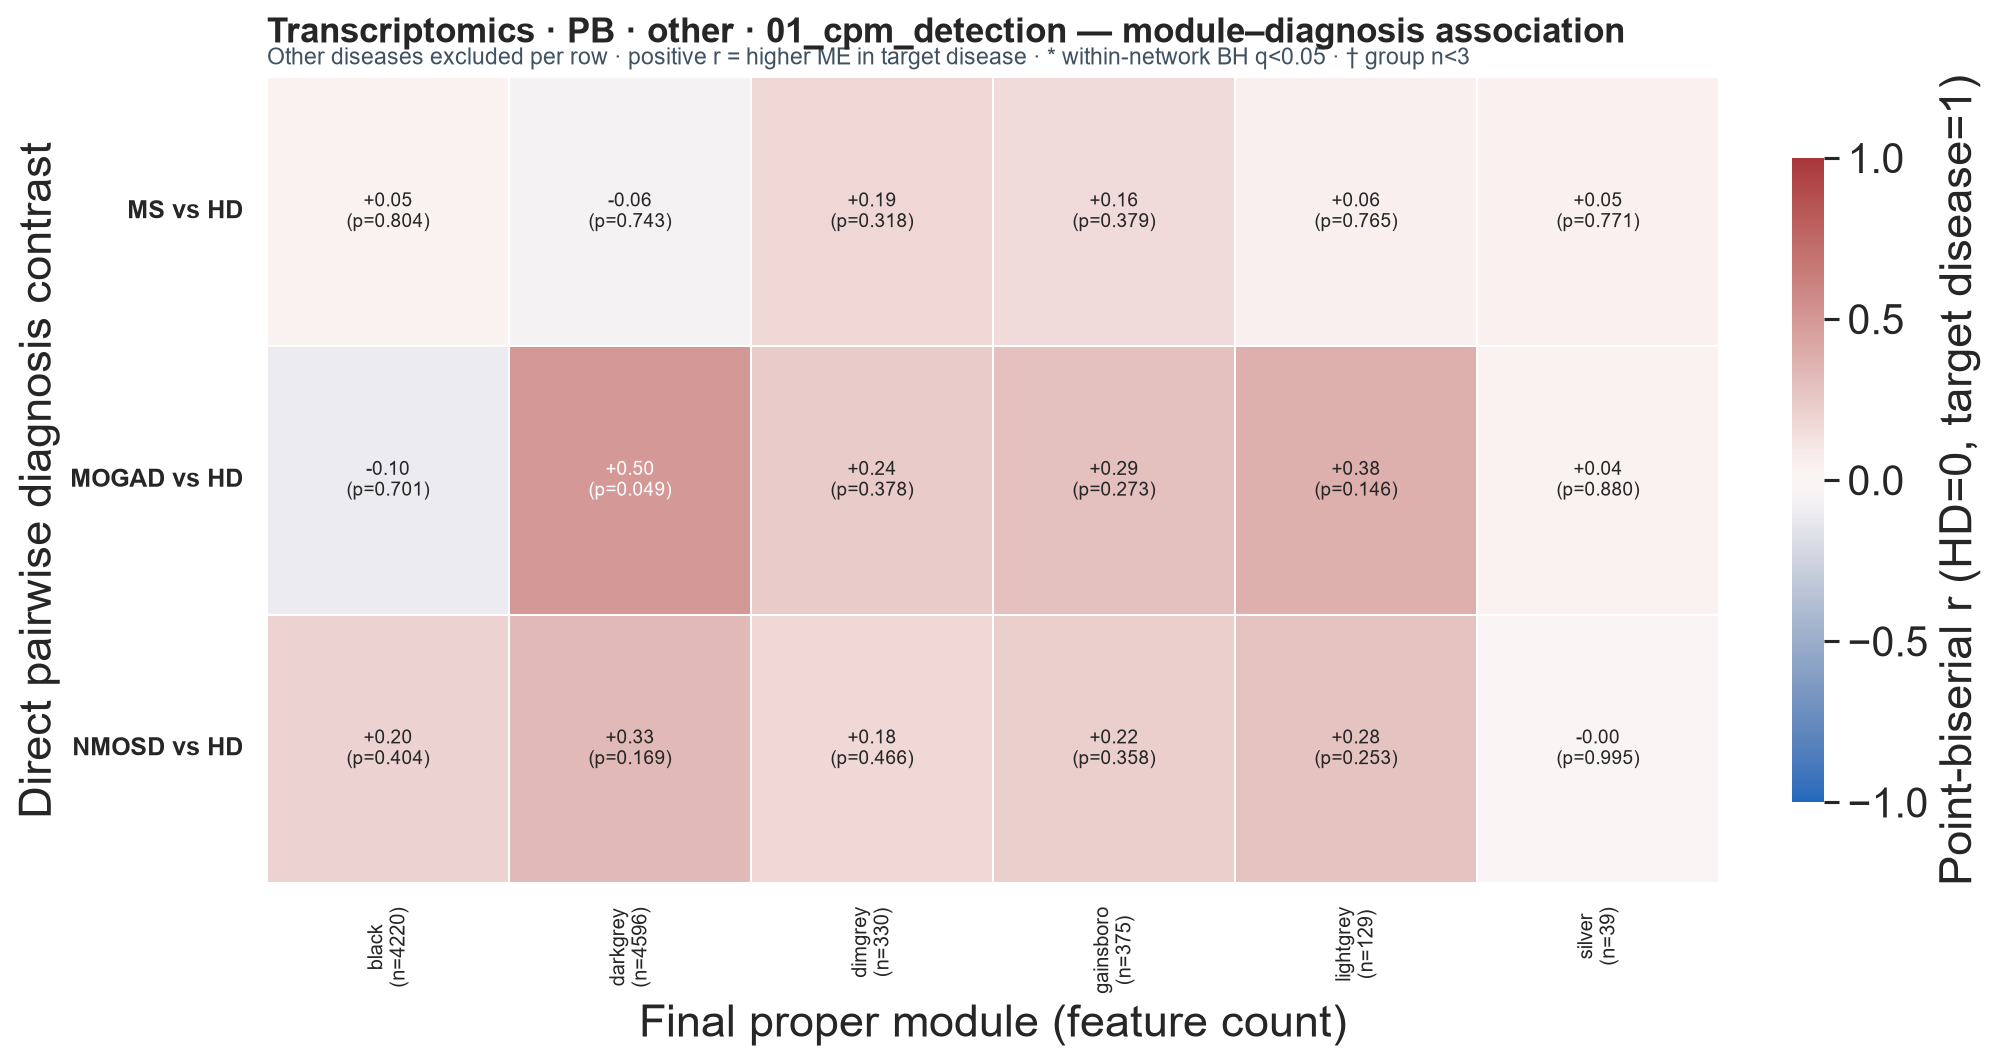 Transcriptomics · PB · other · 01_cpm_detection — module–diagnosis association
Other diseases excluded per row · positive r = higher ME in target disease · * within-network BH q<0.05 · † group n<3
Direct pairwise diagnosis contrast
MS vs HD
+0.05
(p=0.804)
-0.06
(p=0.743)
+0.19
(p=0.318)
+0.16
(p=0.379)
+0.06
(p=0.765)
+0.05
(p=0.771)
MOGAD vs HD
-0.10
(p=0.701)
+0.50
(p=0.049)
+0.24
(p=0.378)
+0.29
(p=0.273)
+0.38
(p=0.146)
+0.04
(p=0.880)
NMOSD vs HD
+0.20
(p=0.404)
+0.33
(p=0.169)
+0.18
(p=0.466)
+0.22
(p=0.358)
+0.28
(p=0.253)
-0.00
(p=0.995)
black
(n=4220)
darkgrey
(n=4596)
dimgrey
(n=330)
gainsboro
(n=375)
lightgrey
(n=129)
silver
(n=39)
Final proper module (feature count)
1.0
0.5
0.0
−0.5
−1.0
Point-biserial r (HD=0, target disease=1)